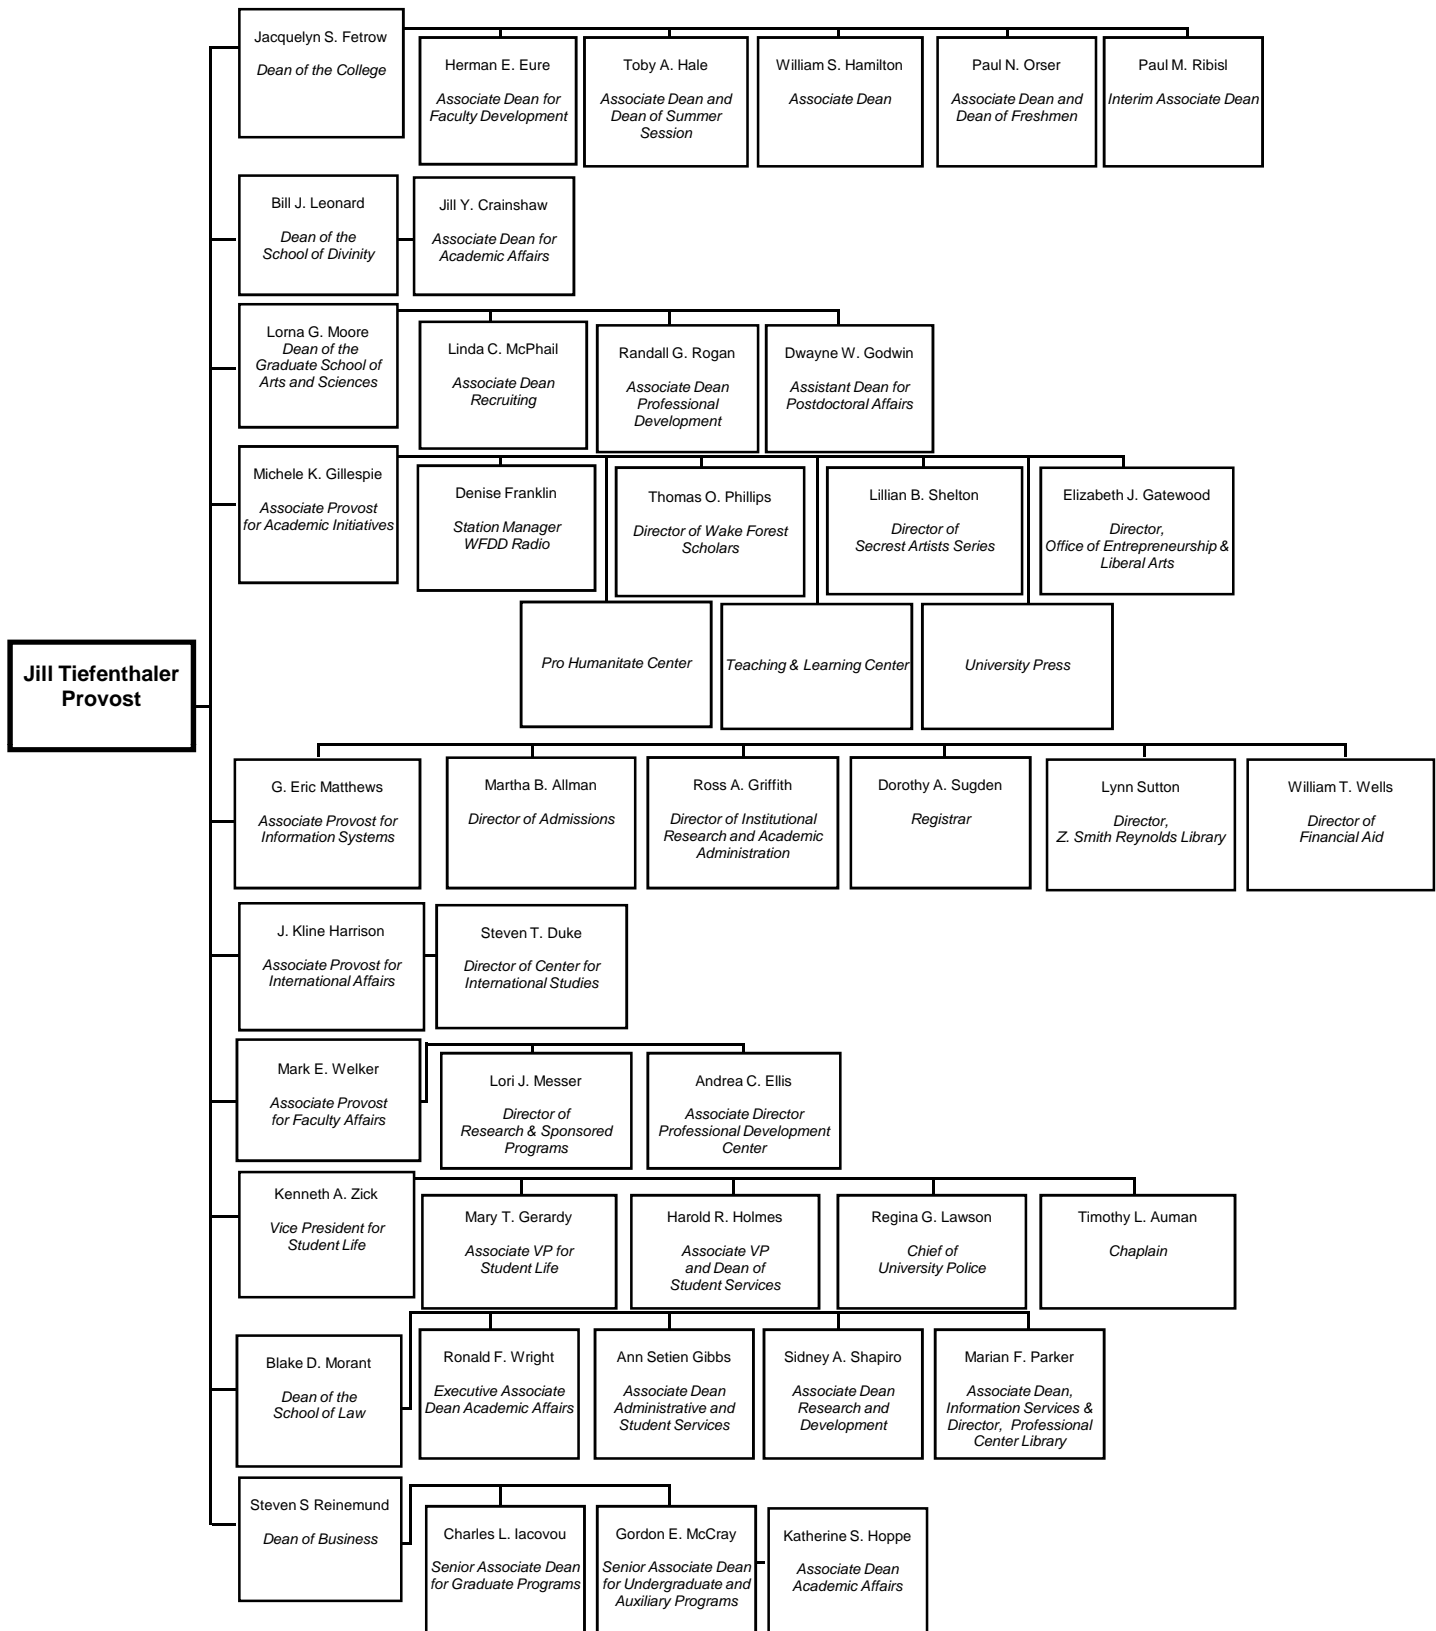 Jacquelyn S. Fetrow
Dean of the College
Herman E. Eure
Associate Dean for
Faculty Development
Toby A. Hale
Associate Dean and
Dean of Summer
Session
William S. Hamilton
Associate Dean
Paul N. Orser
Associate Dean and
Dean of Freshmen
Paul M. Ribisl
Interim Associate Dean
Bill J. Leonard
Dean of the
School of Divinity
Jill Y. Crainshaw
Associate Dean for
Academic Affairs
Lorna G. Moore
Dean of the
Graduate School of
Arts and Sciences
Linda C. McPhail
Associate Dean
Recruiting
Randall G. Rogan
Associate Dean
Professional
Development
Dwayne W. Godwin
Assistant Dean for
Postdoctoral Affairs
Michele K. Gillespie
Associate Provost
for Academic Initiatives
Denise Franklin
Station Manager
WFDD Radio
Thomas O. Phillips
Director of Wake Forest
Scholars
Lillian B. Shelton
Director of
Secrest Artists Series
Elizabeth J. Gatewood
Director,
Office of Entrepreneurship &
Liberal Arts
Pro Humanitate Center
Teaching & Learning Center
University Press
Jill Tiefenthaler
Provost
G. Eric Matthews
Associate Provost for
Information Systems
Martha B. Allman
Director of Admissions
Ross A. Griffith
Director of Institutional
Research and Academic
Administration
Dorothy A. Sugden
Registrar
Lynn Sutton
Director,
Z. Smith Reynolds Library
William T. Wells
Director of
Financial Aid
J. Kline Harrison
Associate Provost for
International Affairs
Steven T. Duke
Director of Center for
International Studies
Mark E. Welker
Associate Provost
for Faculty Affairs
Lori J. Messer
Director of
Research & Sponsored
Programs
Andrea C. Ellis
Associate Director
Professional Development
Center
Kenneth A. Zick
Vice President for
Student Life
Mary T. Gerardy
Associate VP for
Student Life
Harold R. Holmes
Associate VP
and Dean of
Student Services
Regina G. Lawson
Chief of
University Police
Timothy L. Auman
Chaplain
Blake D. Morant
Dean of the
School of Law
Ronald F. Wright
Executive Associate
Dean Academic Affairs
Ann Setien Gibbs
Associate Dean
Administrative and
Student Services
Sidney A. Shapiro
Associate Dean
Research and
Development
Marian F. Parker
Associate Dean,
Information Services &
Director, Professional
Center Library
Steven S Reinemund
Dean of Business
Charles L. Iacovou
Senior Associate Dean
for Graduate Programs
Gordon E. McCray
Senior Associate Dean
for Undergraduate and
Auxiliary Programs
Katherine S. Hoppe
Associate Dean
Academic Affairs